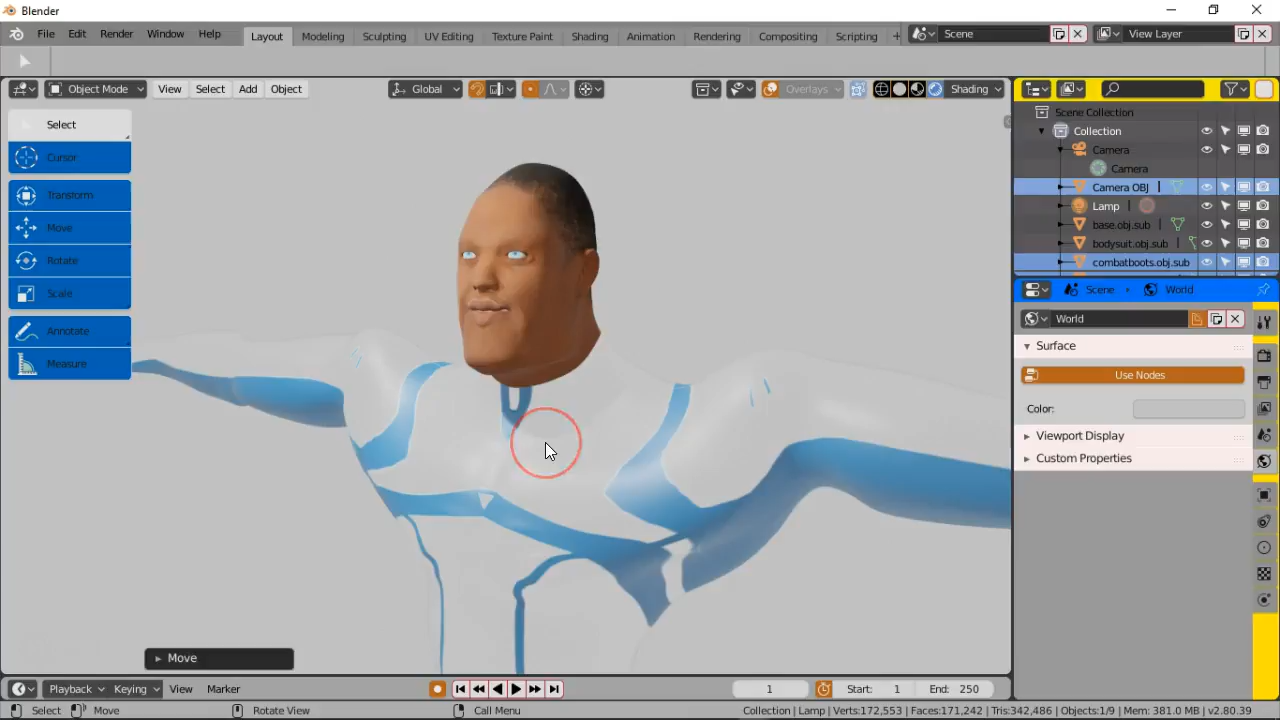 Blender
File Edit Render Window Help Layout Modeling Sculpting UV Editing Texture Paint Shading Animation Rendering Compositing Scripting + Scene View Layer
Object Mode View Select Add Object Global Overlays Shading
Select
Cursor
Transform
Move
Rotate
Scale
Annotate
Measure
Scene Collection
Collection
Camera
Camera
Camera OBJ
Lamp
base.obj.sub
bodysuit.obj.sub
combatboots.obj.sub
Scene World
World
Surface
Use Nodes
Color:
Viewport Display
Custom Properties
Move
Playback Keying View Marker 1 Start: 1 End: 250
Select Move Rotate View Call Menu Collection | Lamp | Verts:172,553 | Faces:171,242 | Tris:342,486 | Objects:1/9 | Mem: 381.0 MB | v2.80.39